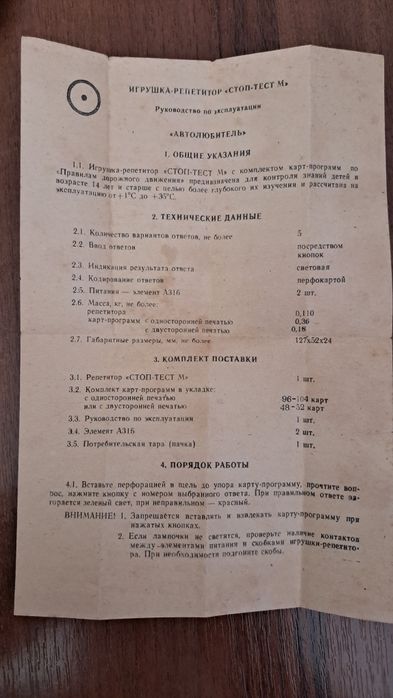 ИГРУШКА-РЕПЕТИТОР «СТОП-ТЕСТ М»
Руководство по эксплуатации
«АВТОЛЮБИТЕЛЬ»
1. ОБЩИЕ УКАЗАНИЯ
1.1. Игрушка-репетитор «СТОП-ТЕСТ М» с комплектом карт-программ по
«Правилам дорожного движения» предназначена для контроля знаний детей в
возрасте 14 лет и старше с целью более глубокого их изучения и рассчитана на
эксплуатацию от +1°С до +35°С.
2. ТЕХНИЧЕСКИЕ ДАННЫЕ
2.1. Количество вариантов ответов, не более 5
2.2. Ввод ответов посредством
кнопок
2.3. Индикация результата ответа световая
2.4. Кодирование ответов перфокартой
2.5. Питания — элемент А316 2 шт.
2.6. Масса, кг, не более:
репетитора 0,110
карт-программ с односторонней печатью 0,36
с двусторонней печатью 0,18
2.7. Габаритные размеры, мм, не более 127х52х24
3. КОМПЛЕКТ ПОСТАВКИ
3.1. Репетитор «СТОП-ТЕСТ М» 1 шт.
3.2. Комплект карт-программ в укладке:
с односторонней печатью 96-104 карт
или с двусторонней печатью 48-52 карт
3.3. Руководство по эксплуатации 1 шт.
3.4. Элемент А316 2 шт.
3.5. Потребительская тара (пачка) 1 шт.
4. ПОРЯДОК РАБОТЫ
4.1. Вставьте перфорацией в щель до упора карту-программу, прочтите воп-
рос, нажмите кнопку с номером выбранного ответа. При правильном ответе за-
горается зеленый свет, при неправильном — красный.
ВНИМАНИЕ! 1. Запрещается вставлять и извлекать карту-программу при
нажатых кнопках.
2. Если лампочки не светятся, проверьте наличие контактов
между элементами питания и скобками игрушки-репетито-
ра. При необходимости подгоните скобы.